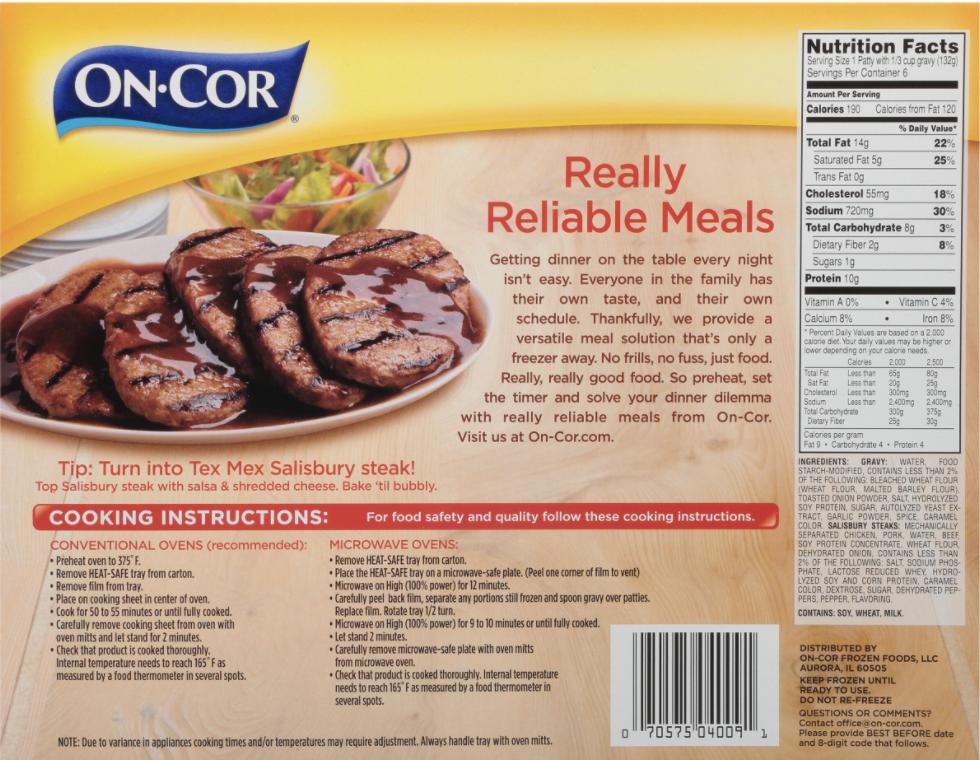 ON•COR
®
Really
Reliable Meals
Getting dinner on the table every night
isn't easy. Everyone in the family has
their own taste, and their own
schedule. Thankfully, we provide a
versatile meal solution that's only a
freezer away. No frills, no fuss, just food.
Really, really good food. So preheat, set
the timer and solve your dinner dilemma
with really reliable meals from On-Cor.
Visit us at On-Cor.com.
Tip: Turn into Tex Mex Salisbury steak!
Top Salisbury steak with salsa & shredded cheese. Bake 'til bubbly.
COOKING INSTRUCTIONS: For food safety and quality follow these cooking instructions.
CONVENTIONAL OVENS (recommended):
• Preheat oven to 375˚F.
• Remove HEAT-SAFE tray from carton.
• Remove film from tray.
• Place on cooking sheet in center of oven.
• Cook for 50 to 55 minutes or until fully cooked.
• Carefully remove cooking sheet from oven with
oven mitts and let stand for 2 minutes.
• Check that product is cooked thoroughly.
Internal temperature needs to reach 165˚F as
measured by a food thermometer in several spots.
MICROWAVE OVENS:
• Remove HEAT-SAFE tray from carton.
• Place the HEAT-SAFE tray on a microwave-safe plate. (Peel one corner of film to vent)
• Microwave on High (100% power) for 12 minutes.
• Carefully peel back film, separate any portions still frozen and spoon gravy over patties.
Replace film. Rotate tray 1/2 turn.
• Microwave on High (100% power) for 9 to 10 minutes or until fully cooked.
• Let stand 2 minutes.
• Carefully remove microwave-safe plate with oven mitts
from microwave oven.
• Check that product is cooked thoroughly. Internal temperature
needs to reach 165˚F as measured by a food thermometer in
several spots.
NOTE: Due to variance in appliances cooking times and/or temperatures may require adjustment. Always handle tray with oven mitts.
0 70575 04009 1
Nutrition Facts
Serving Size 1 Patty with 1/3 cup gravy (132g)
Servings Per Container 6
Amount Per Serving
Calories 190 Calories from Fat 120
% Daily Value*
Total Fat 14g 22%
Saturated Fat 5g 25%
Trans Fat 0g
Cholesterol 55mg 18%
Sodium 720mg 30%
Total Carbohydrate 8g 3%
Dietary Fiber 2g 8%
Sugars 1g
Protein 10g
Vitamin A 0% • Vitamin C 4%
Calcium 8% • Iron 8%
* Percent Daily Values are based on a 2,000
calorie diet. Your daily values may be higher or
lower depending on your calorie needs.
Calories 2,000 2,500
Total Fat Less than 65g 80g
Sat Fat Less than 20g 25g
Cholesterol Less than 300mg 300mg
Sodium Less than 2,400mg 2,400mg
Total Carbohydrate 300g 375g
Dietary Fiber 25g 30g
Calories per gram
Fat 9 • Carbohydrate 4 • Protein 4
INGREDIENTS: GRAVY: WATER, FOOD
STARCH-MODIFIED, CONTAINS LESS THAN 2%
OF THE FOLLOWING: BLEACHED WHEAT FLOUR
(WHEAT FLOUR, MALTED BARLEY FLOUR),
TOASTED ONION POWDER, SALT, HYDROLYZED
SOY PROTEIN, SUGAR, AUTOLYZED YEAST EX-
TRACT, GARLIC POWDER, SPICE, CARAMEL
COLOR. SALISBURY STEAKS: MECHANICALLY
SEPARATED CHICKEN, PORK, WATER, BEEF,
SOY PROTEIN CONCENTRATE, WHEAT FLOUR,
DEHYDRATED ONION, CONTAINS LESS THAN
2% OF THE FOLLOWING: SALT, SODIUM PHOS-
PHATE, LACTOSE REDUCED WHEY, HYDRO-
LYZED SOY AND CORN PROTEIN, CARAMEL
COLOR, DEXTROSE, SUGAR, DEHYDRATED PEP-
PERS, PEPPER, FLAVORING.
CONTAINS: SOY, WHEAT, MILK.
DISTRIBUTED BY
ON-COR FROZEN FOODS, LLC
AURORA, IL 60505
KEEP FROZEN UNTIL
READY TO USE.
DO NOT RE-FREEZE
QUESTIONS OR COMMENTS?
Contact office@on-cor.com.
Please provide BEST BEFORE date
and 8-digit code that follows.